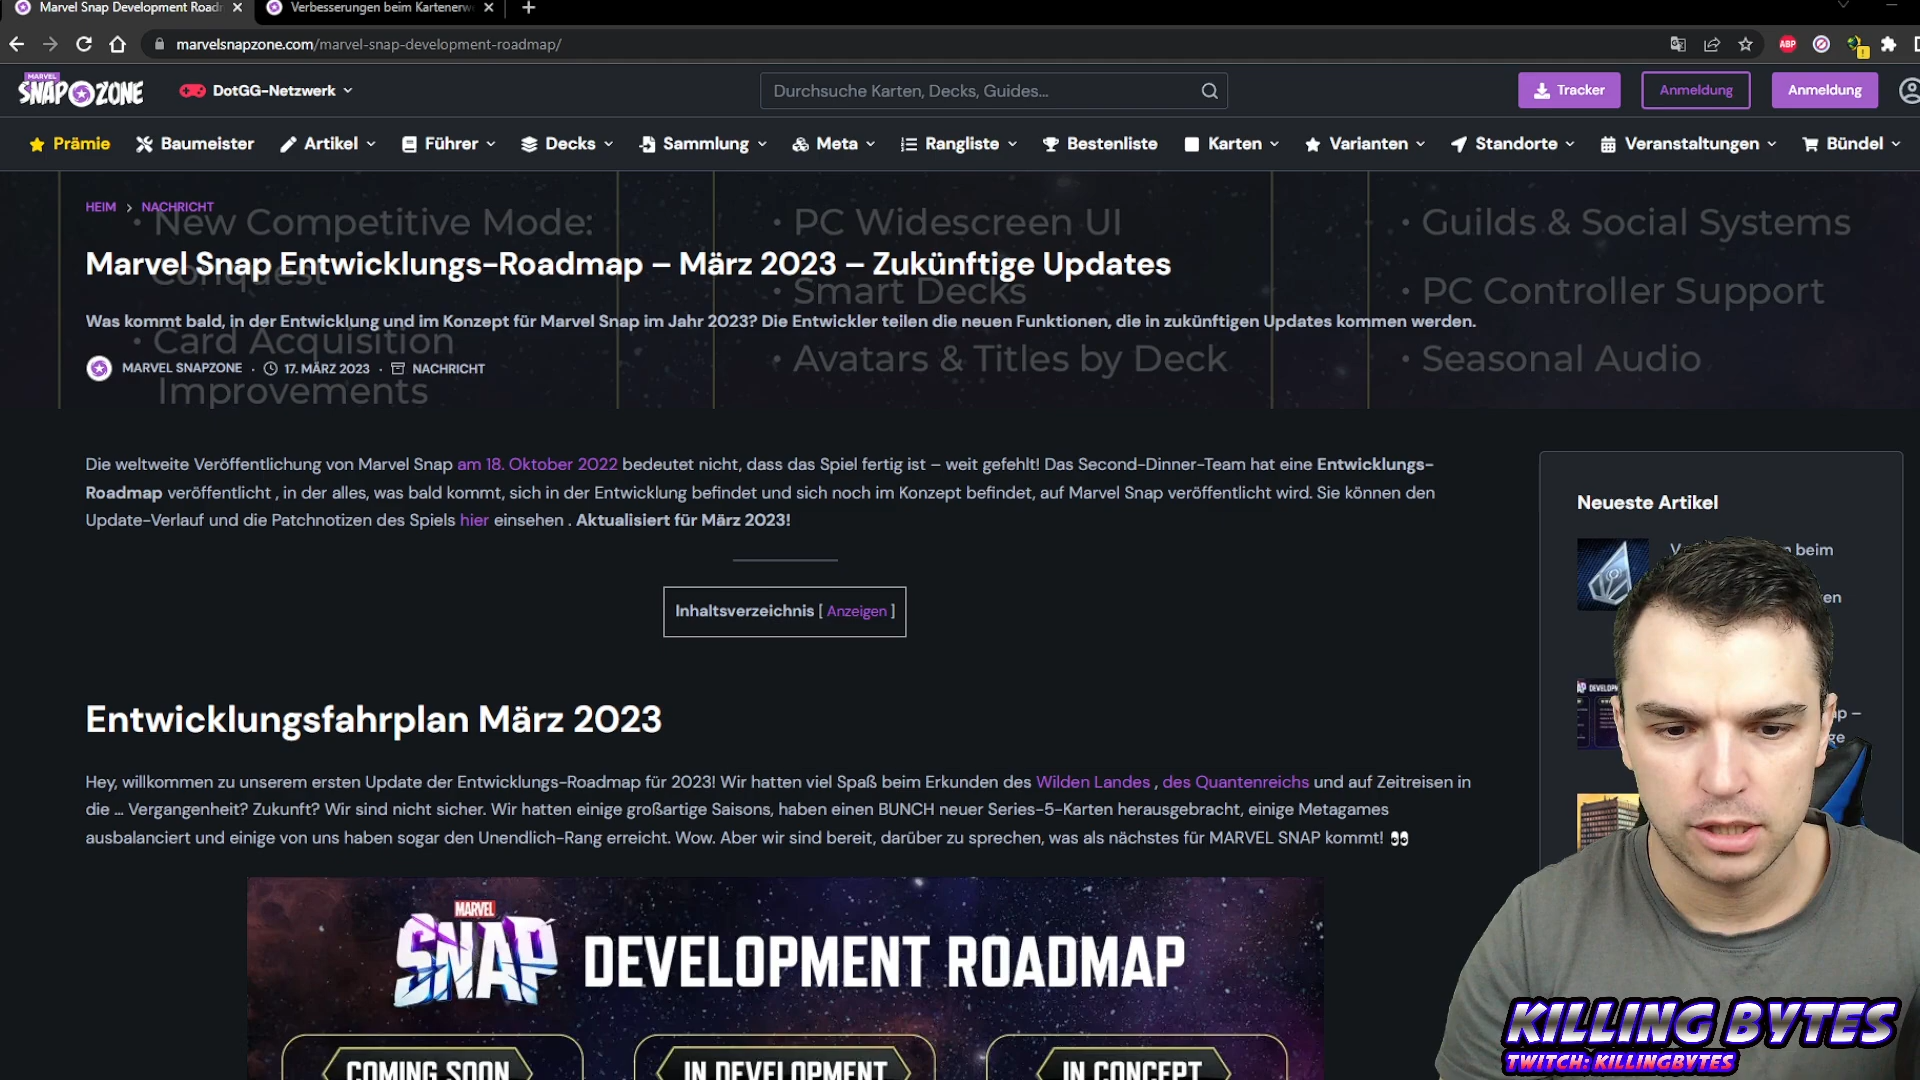 Marvel Snap Development Roadm
Verbesserungen beim Kartenerw
marvelsnapzone.com/marvel-snap-development-roadmap/
ABP
MARVEL
SNAP ZONE
DotGG-Netzwerk
Durchsuche Karten, Decks, Guides...
Tracker
Anmeldung
Anmeldung
Prämie
Baumeister
Artikel
Führer
Decks
Sammlung
Meta
Rangliste
Bestenliste
Karten
Varianten
Standorte
Veranstaltungen
Bündel
HEIM > NACHRICHT
• New Competitive Mode:
Conquest
• Card Acquisition
Improvements
• PC Widescreen UI
• Smart Decks
• Avatars & Titles by Deck
• Guilds & Social Systems
• PC Controller Support
• Seasonal Audio
Marvel Snap Entwicklungs-Roadmap – März 2023 – Zukünftige Updates
Was kommt bald, in der Entwicklung und im Konzept für Marvel Snap im Jahr 2023? Die Entwickler teilen die neuen Funktionen, die in zukünftigen Updates kommen werden.
MARVEL SNAPZONE · 17. MÄRZ 2023 · NACHRICHT
Die weltweite Veröffentlichung von Marvel Snap am 18. Oktober 2022 bedeutet nicht, dass das Spiel fertig ist – weit gefehlt! Das Second-Dinner-Team hat eine Entwicklungs-
Roadmap veröffentlicht , in der alles, was bald kommt, sich in der Entwicklung befindet und sich noch im Konzept befindet, auf Marvel Snap veröffentlicht wird. Sie können den
Update-Verlauf und die Patchnotizen des Spiels hier einsehen . Aktualisiert für März 2023!
Inhaltsverzeichnis [ Anzeigen ]
Entwicklungsfahrplan März 2023
Hey, willkommen zu unserem ersten Update der Entwicklungs-Roadmap für 2023! Wir hatten viel Spaß beim Erkunden des Wilden Landes , des Quantenreichs und auf Zeitreisen in
die … Vergangenheit? Zukunft? Wir sind nicht sicher. Wir hatten einige großartige Saisons, haben einen BUNCH neuer Series-5-Karten herausgebracht, einige Metagames
ausbalanciert und einige von uns haben sogar den Unendlich-Rang erreicht. Wow. Aber wir sind bereit, darüber zu sprechen, was als nächstes für MARVEL SNAP kommt! 👀
MARVEL
SNAP DEVELOPMENT ROADMAP
COMING SOON
IN DEVELOPMENT
IN CONCEPT
Neueste Artikel
beim
KILLING BYTES
TWITCH: KILLINGBYTES